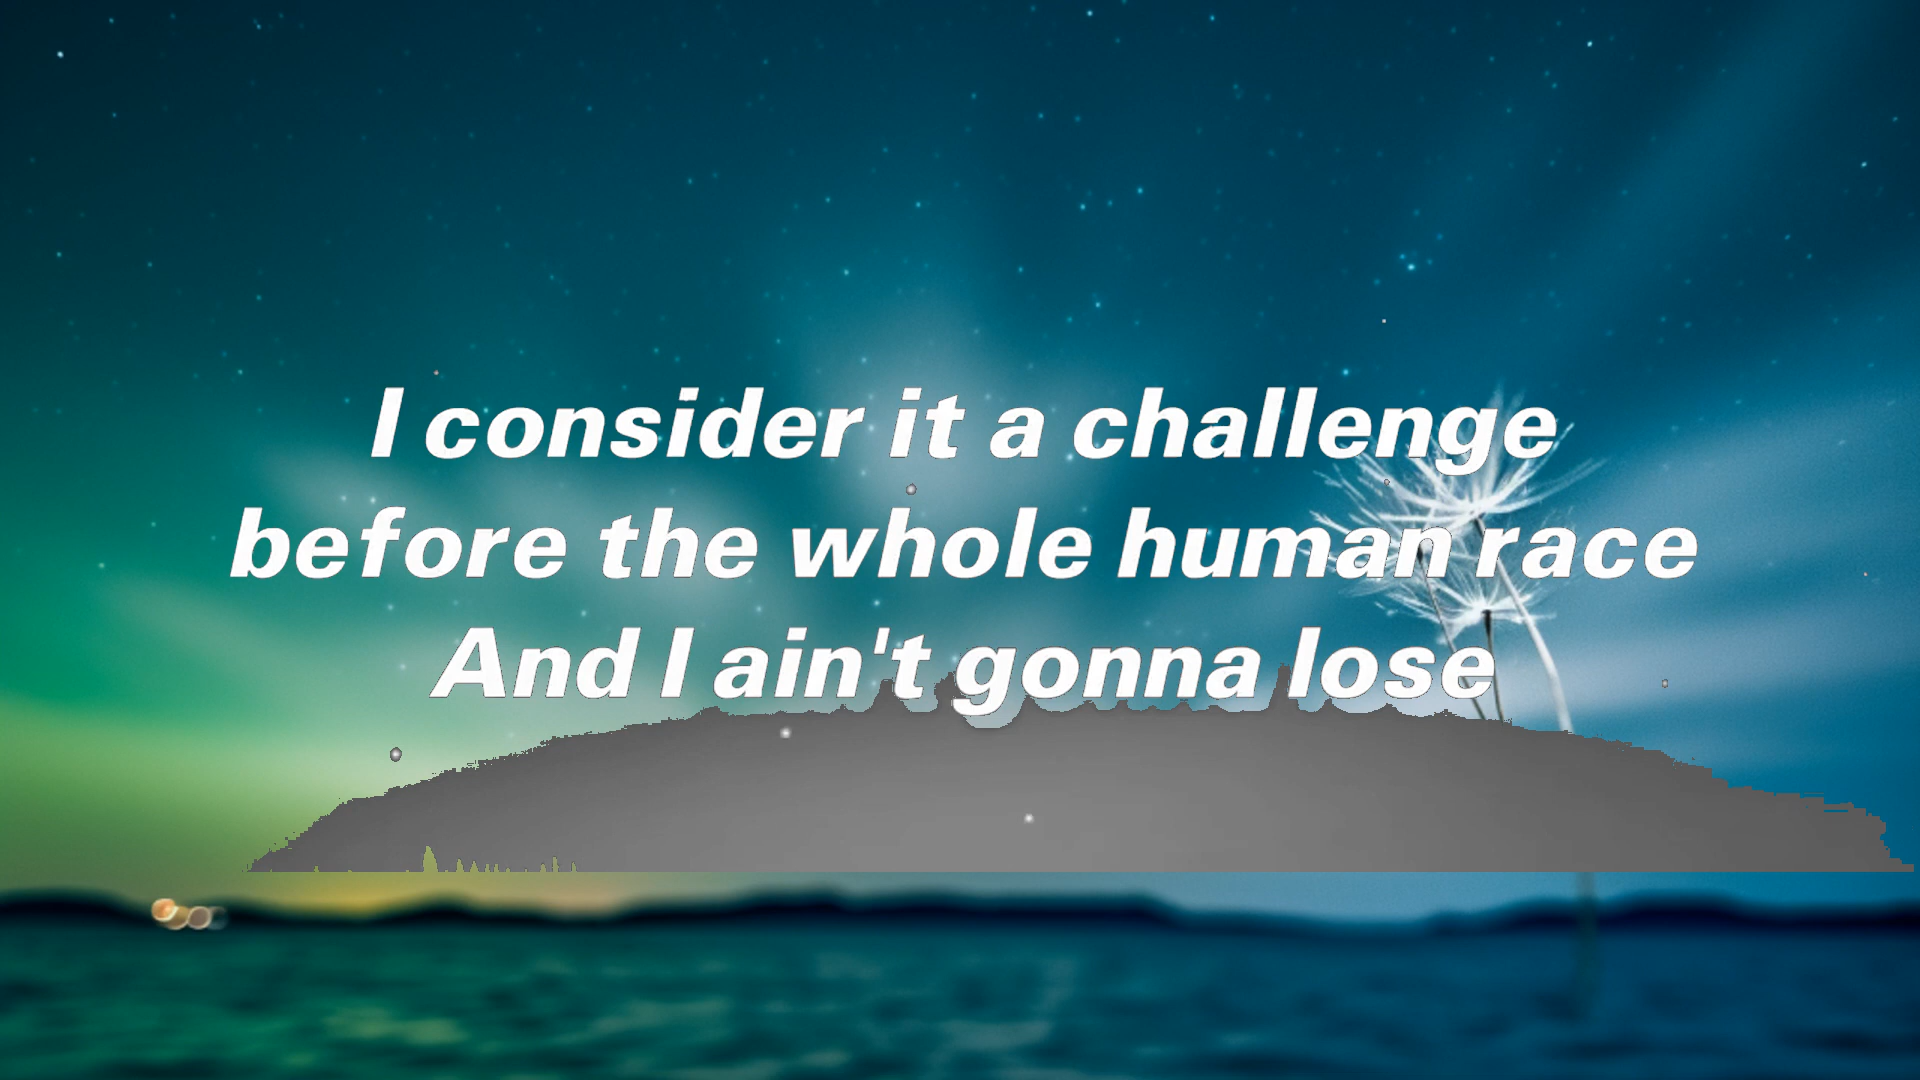 I consider it a challenge
before the whole human race
And I ain't gonna lose